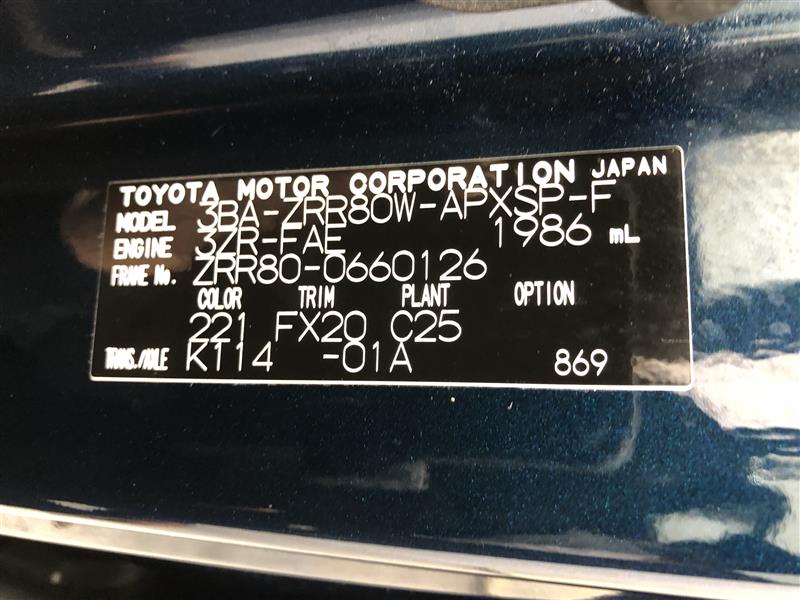 TOYOTA MOTOR CORPORATION JAPAN
MODEL 3BA-ZRR80W-APXSP-F
ENGINE 3ZR-FAE 1986 mL
FRAME No. ZRR80-0660126
COLOR TRIM PLANT OPTION
221 FX20 C25
TRANS./AXLE K114 -01A 869